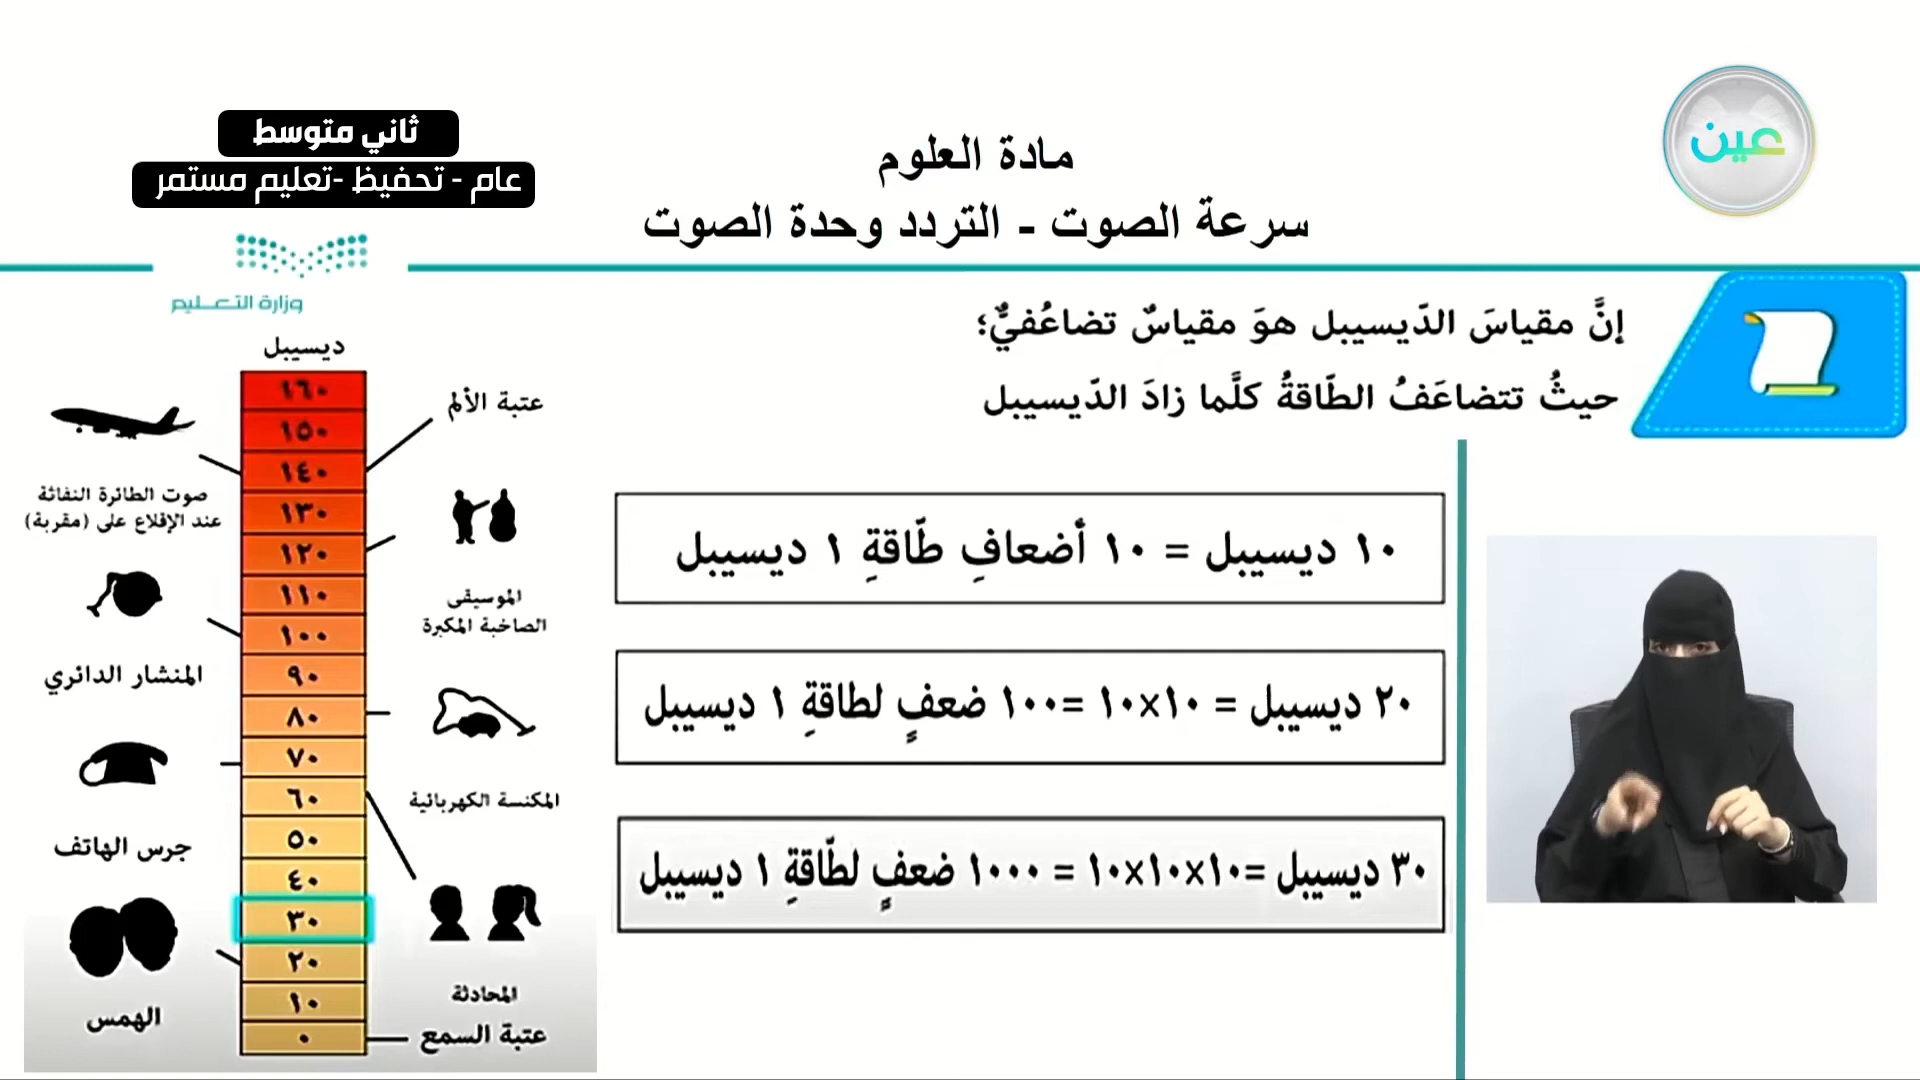 عين
ثاني متوسط
عام - تحفيظ -تعليم مستمر
مادة العلوم
سرعة الصوت - التردد وحدة الصوت
وزارة التعليم
إنَّ مقياسَ الدّيسيبل هوَ مقياسٌ تضاعُفيٌّ؛
حيثُ تتضاعَفُ الطّاقةُ كلَّما زادَ الدّيسيبل
١٠ ديسيبل = ١٠ أضعافِ طّاقةِ ١ ديسيبل
٢٠ ديسيبل = ١٠×١٠ =١٠٠ ضعفٍ لطاقةِ ١ ديسيبل
٣٠ ديسيبل =١٠×١٠×١٠ = ١٠٠٠ ضعفٍ لطّاقةِ ١ ديسيبل
ديسيبل
١٦٠
١٥٠
١٤٠
١٣٠
١٢٠
١١٠
١٠٠
٩٠
٨٠
٧٠
٦٠
٥٠
٤٠
٣٠
٢٠
١٠
٠
عتبة الألم
الموسيقى
الصاخبة المكبرة
المكنسة الكهربائية
المحادثة
عتبة السمع
صوت الطائرة النفاثة
عند الإقلاع على (مقربة)
المنشار الدائري
جرس الهاتف
الهمس